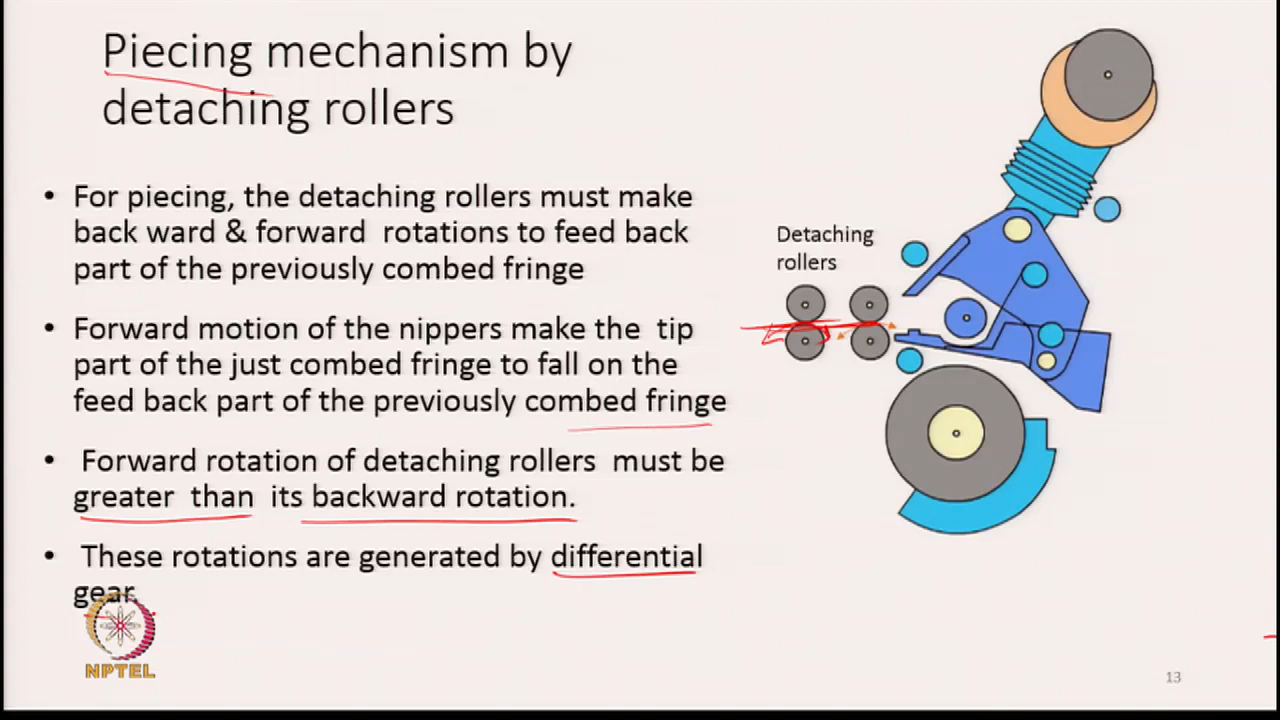 Piecing mechanism by
detaching rollers
• For piecing, the detaching rollers must make
back ward & forward rotations to feed back
part of the previously combed fringe
• Forward motion of the nippers make the tip
part of the just combed fringe to fall on the
feed back part of the previously combed fringe
• Forward rotation of detaching rollers must be
greater than its backward rotation.
• These rotations are generated by differential
gear.
Detaching
rollers
NPTEL
13